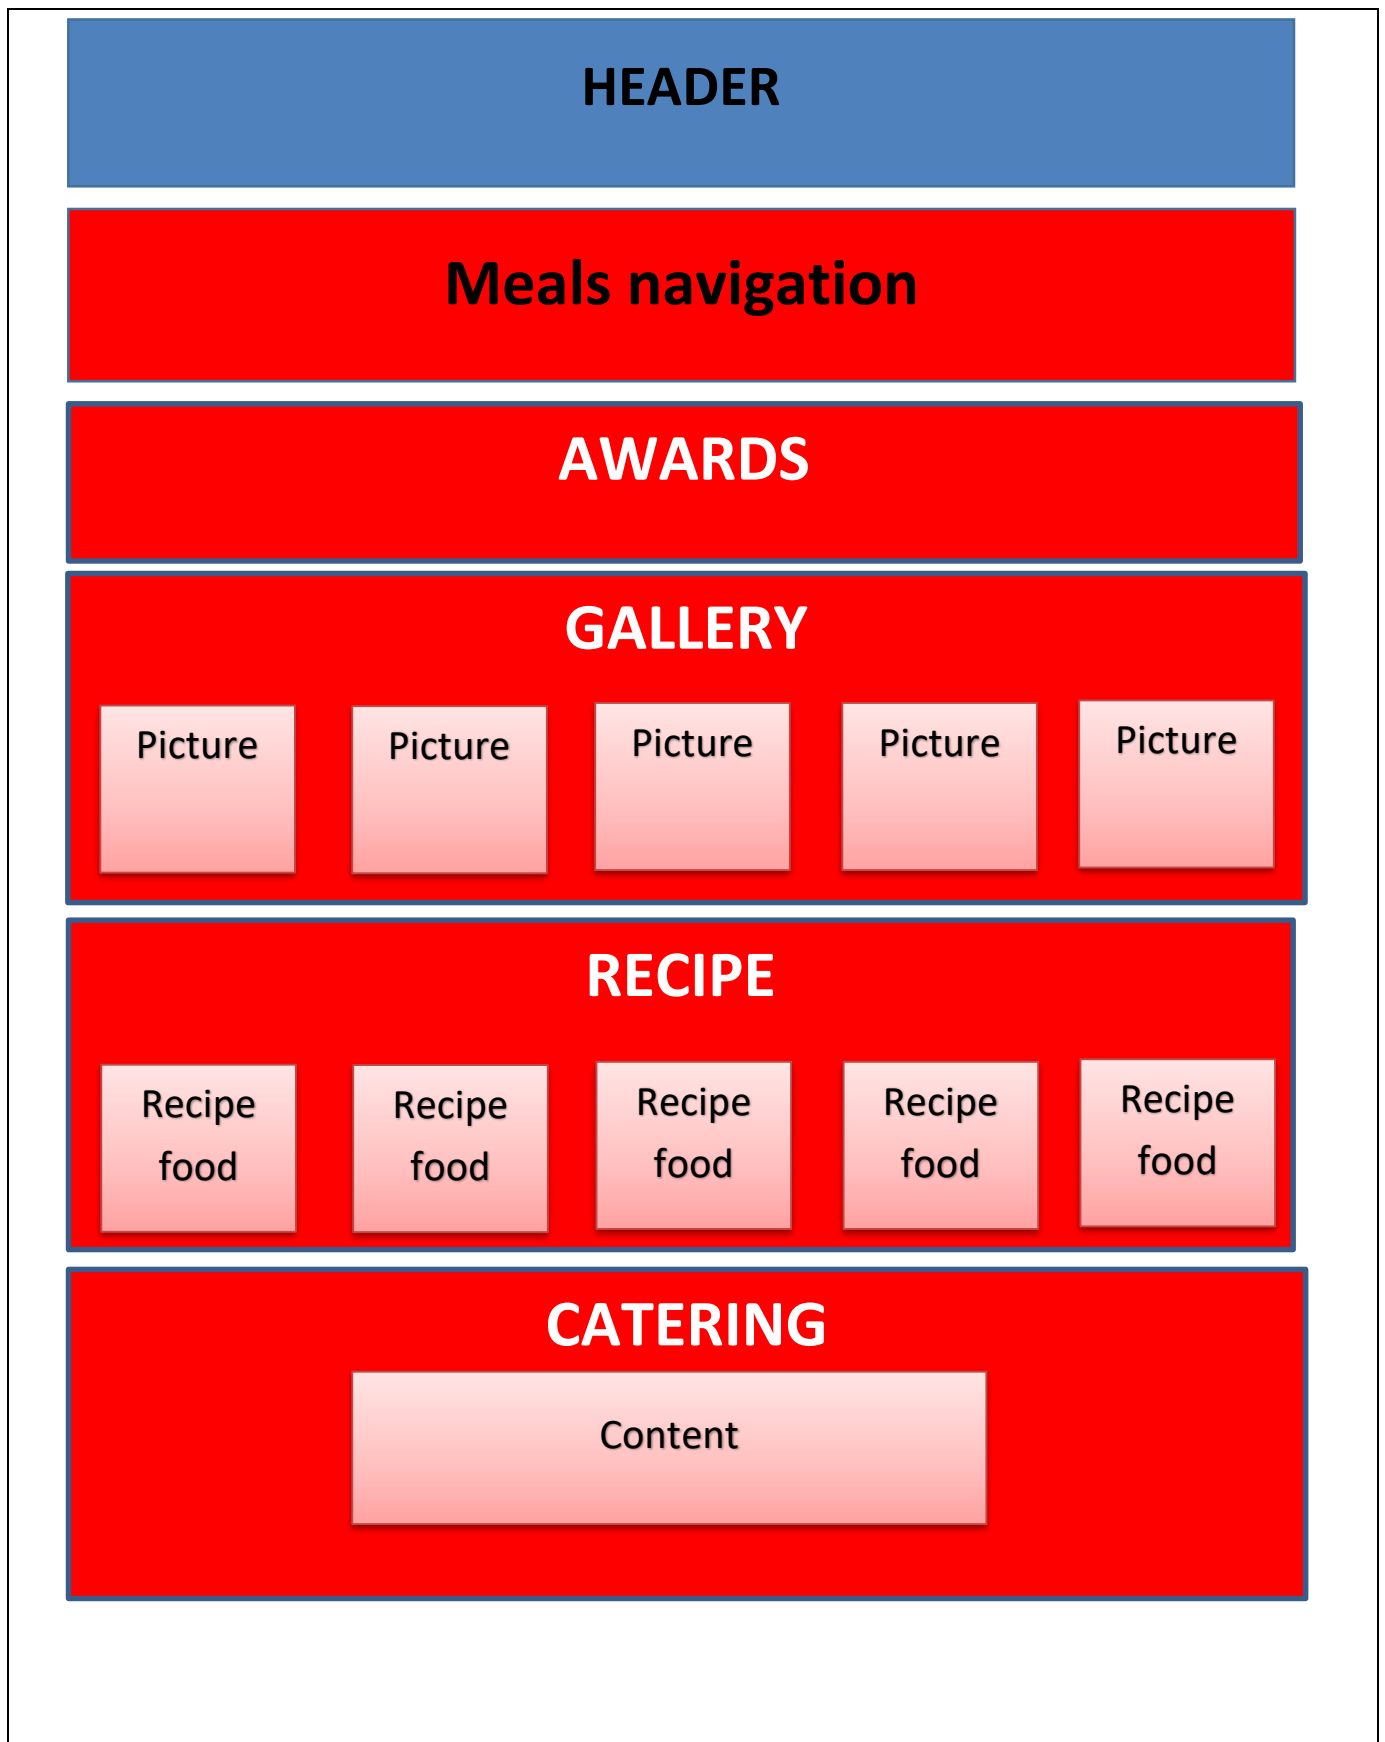 HEADER
Meals navigation
AWARDS
GALLERY
Picture
Picture
Picture
Picture
Picture
RECIPE
Recipe
food
Recipe
food
Recipe
food
Recipe
food
Recipe
food
CATERING
Content